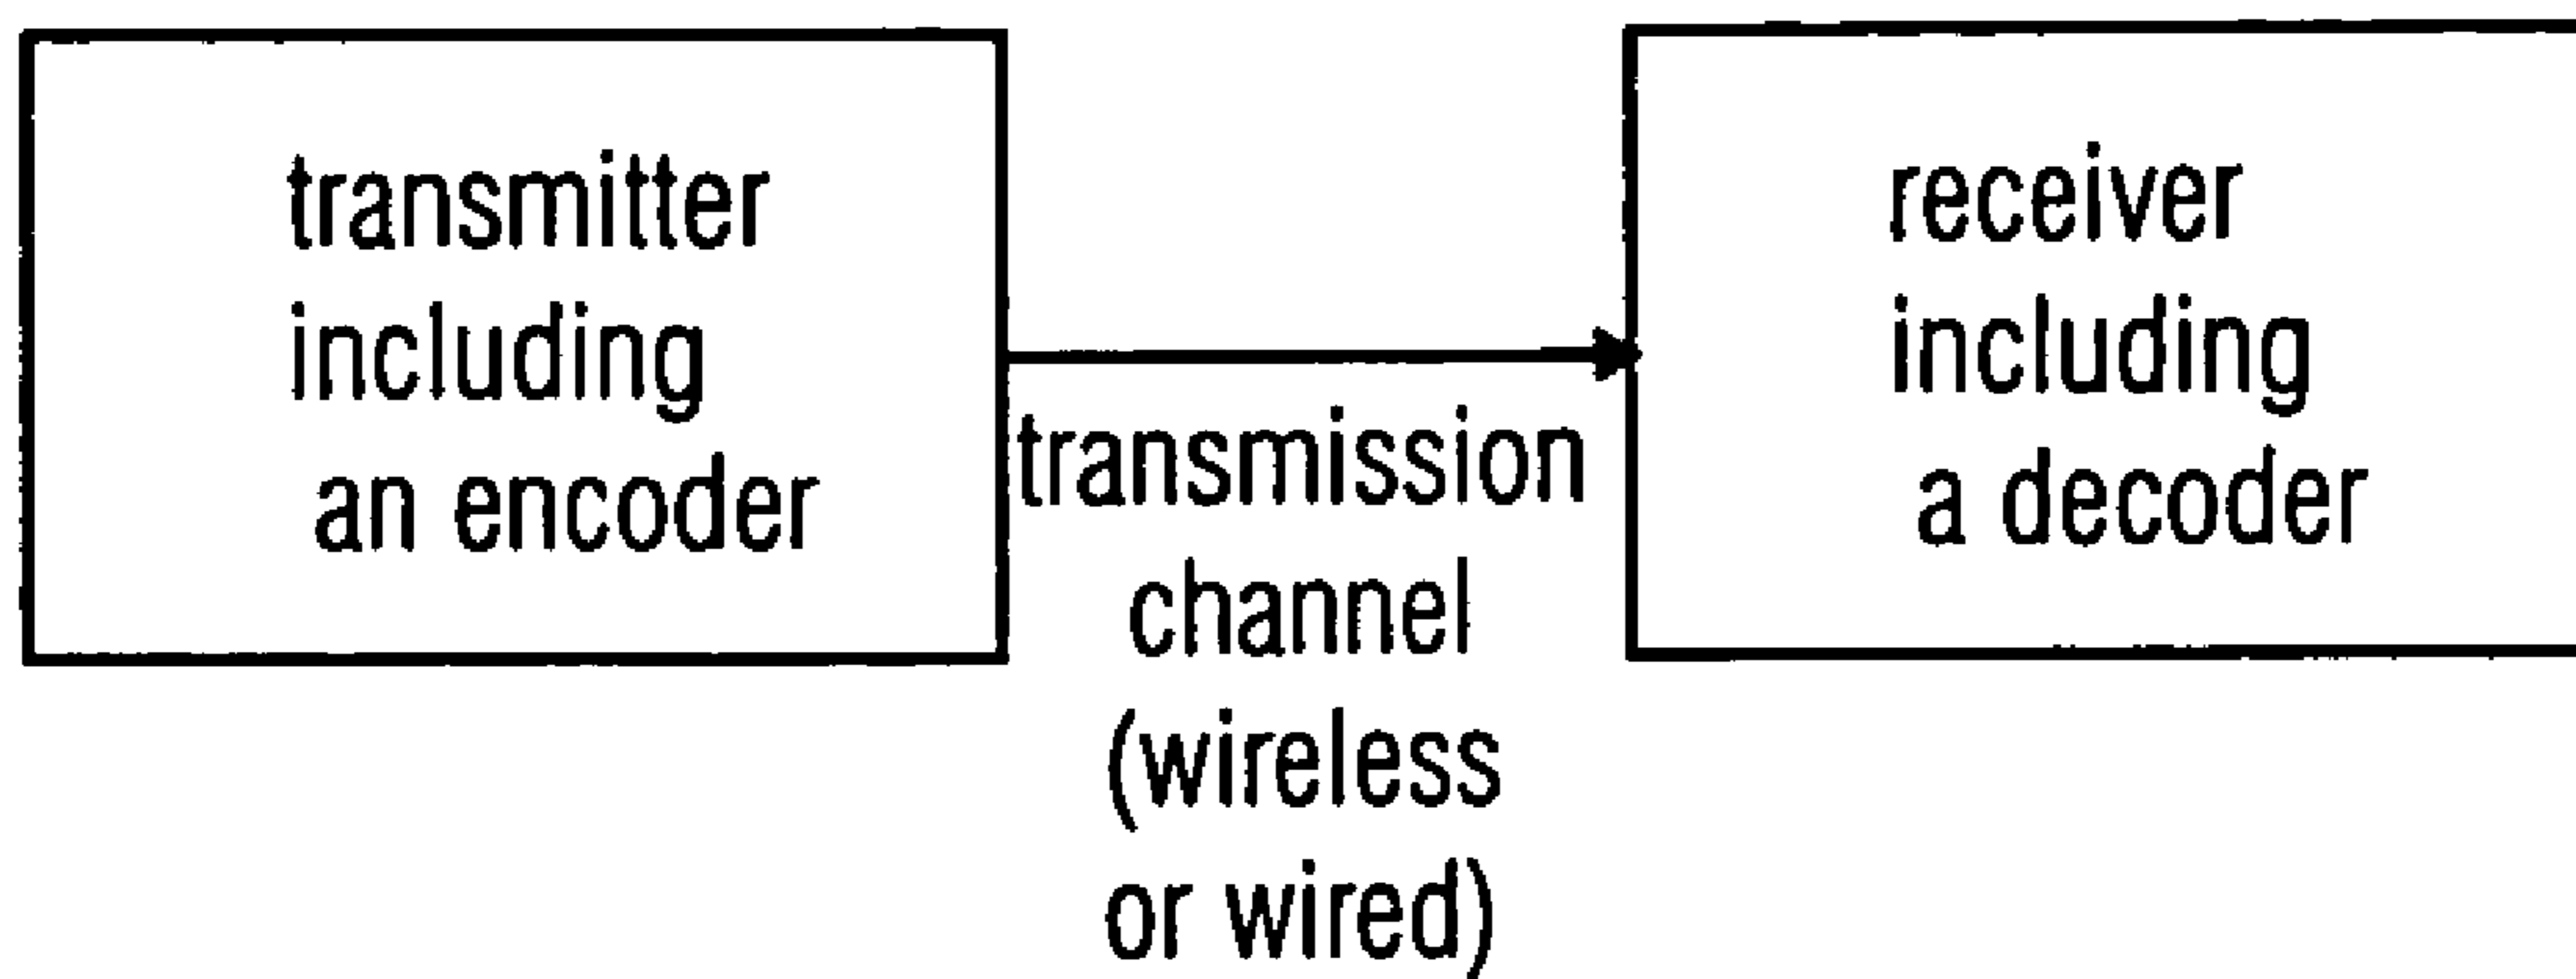 transmitter
including
an encoder
transmission
channel
(wireless
or wired)
receiver
including
a decoder